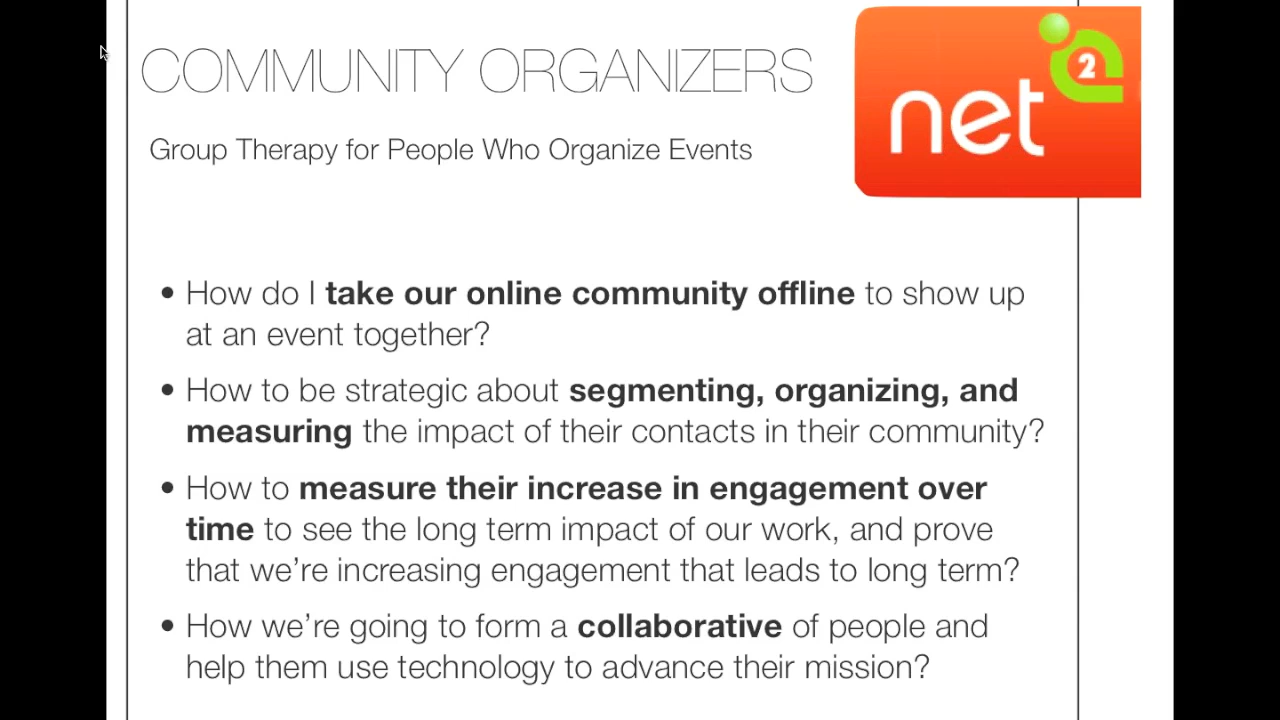 COMMUNITY ORGANIZERS
net2
Group Therapy for People Who Organize Events
• How do I take our online community offline to show up
at an event together?
• How to be strategic about segmenting, organizing, and
measuring the impact of their contacts in their community?
• How to measure their increase in engagement over
time to see the long term impact of our work, and prove
that we’re increasing engagement that leads to long term?
• How we’re going to form a collaborative of people and
help them use technology to advance their mission?